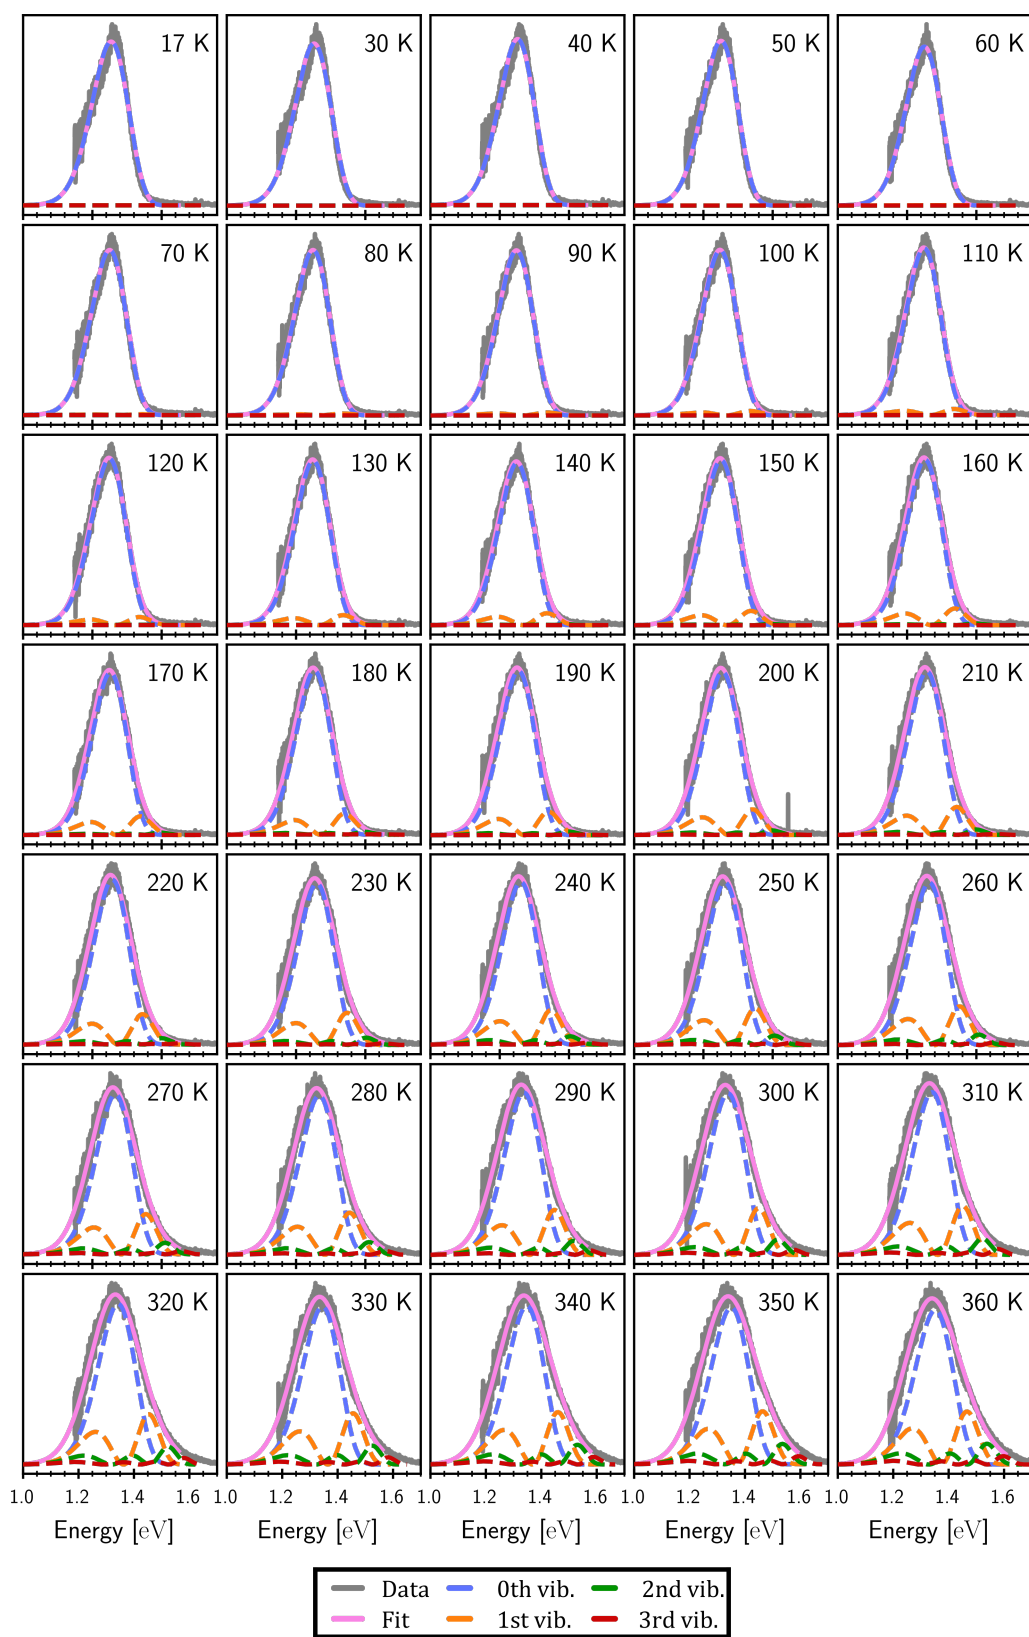 17 K 30 K 40 K 50 K 60 K
70 K 80 K 90 K 100 K 110 K
120 K 130 K 140 K 150 K 160 K
170 K 180 K 190 K 200 K 210 K
220 K 230 K 240 K 250 K 260 K
270 K 280 K 290 K 300 K 310 K
320 K 330 K 340 K 350 K 360 K
1.0 1.2 1.4 1.6 1.0 1.2 1.4 1.6 1.0 1.2 1.4 1.6 1.0 1.2 1.4 1.6 1.0 1.2 1.4 1.6
Energy [eV] Energy [eV] Energy [eV] Energy [eV] Energy [eV]
Data 0th vib. 2nd vib.
Fit 1st vib. 3rd vib.